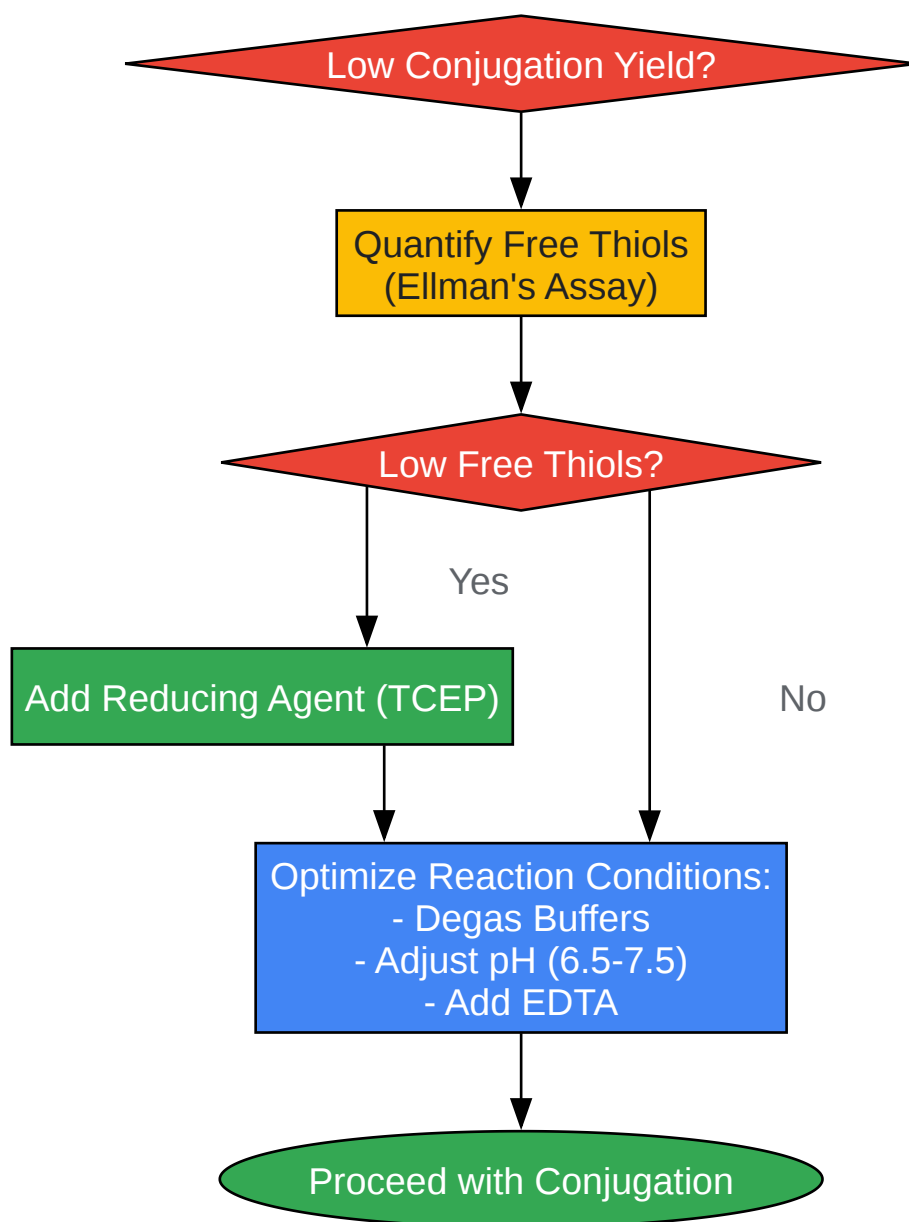 Low Conjugation Yield?
Quantify Free Thiols
(Ellman's Assay)
Low Free Thiols?
Yes
Add Reducing Agent (TCEP)
No
Optimize Reaction Conditions:
- Degas Buffers
- Adjust pH (6.5-7.5)
- Add EDTA
Proceed with Conjugation